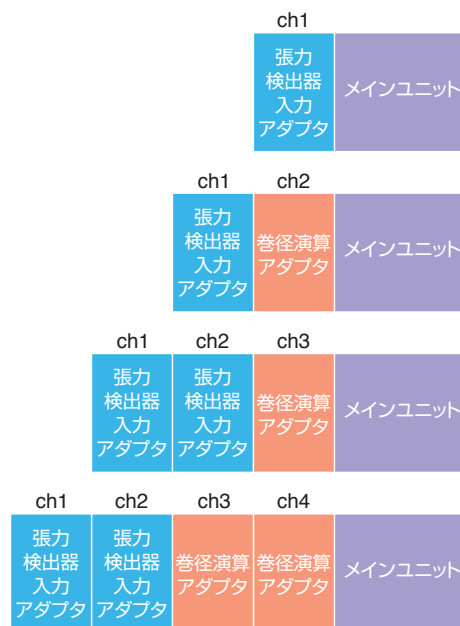 ch1
張力
検出器
入力
アダプタ
メインユニット
ch1
ch2
張力
検出器
入力
アダプタ
巻径演算
アダプタ
メインユニット
ch1
ch2
ch3
張力
検出器
入力
アダプタ
張力
検出器
入力
アダプタ
巻径演算
アダプタ
メインユニット
ch1
ch2
ch3
ch4
張力
検出器
入力
アダプタ
張力
検出器
入力
アダプタ
巻径演算
アダプタ
巻径演算
アダプタ
メインユニット